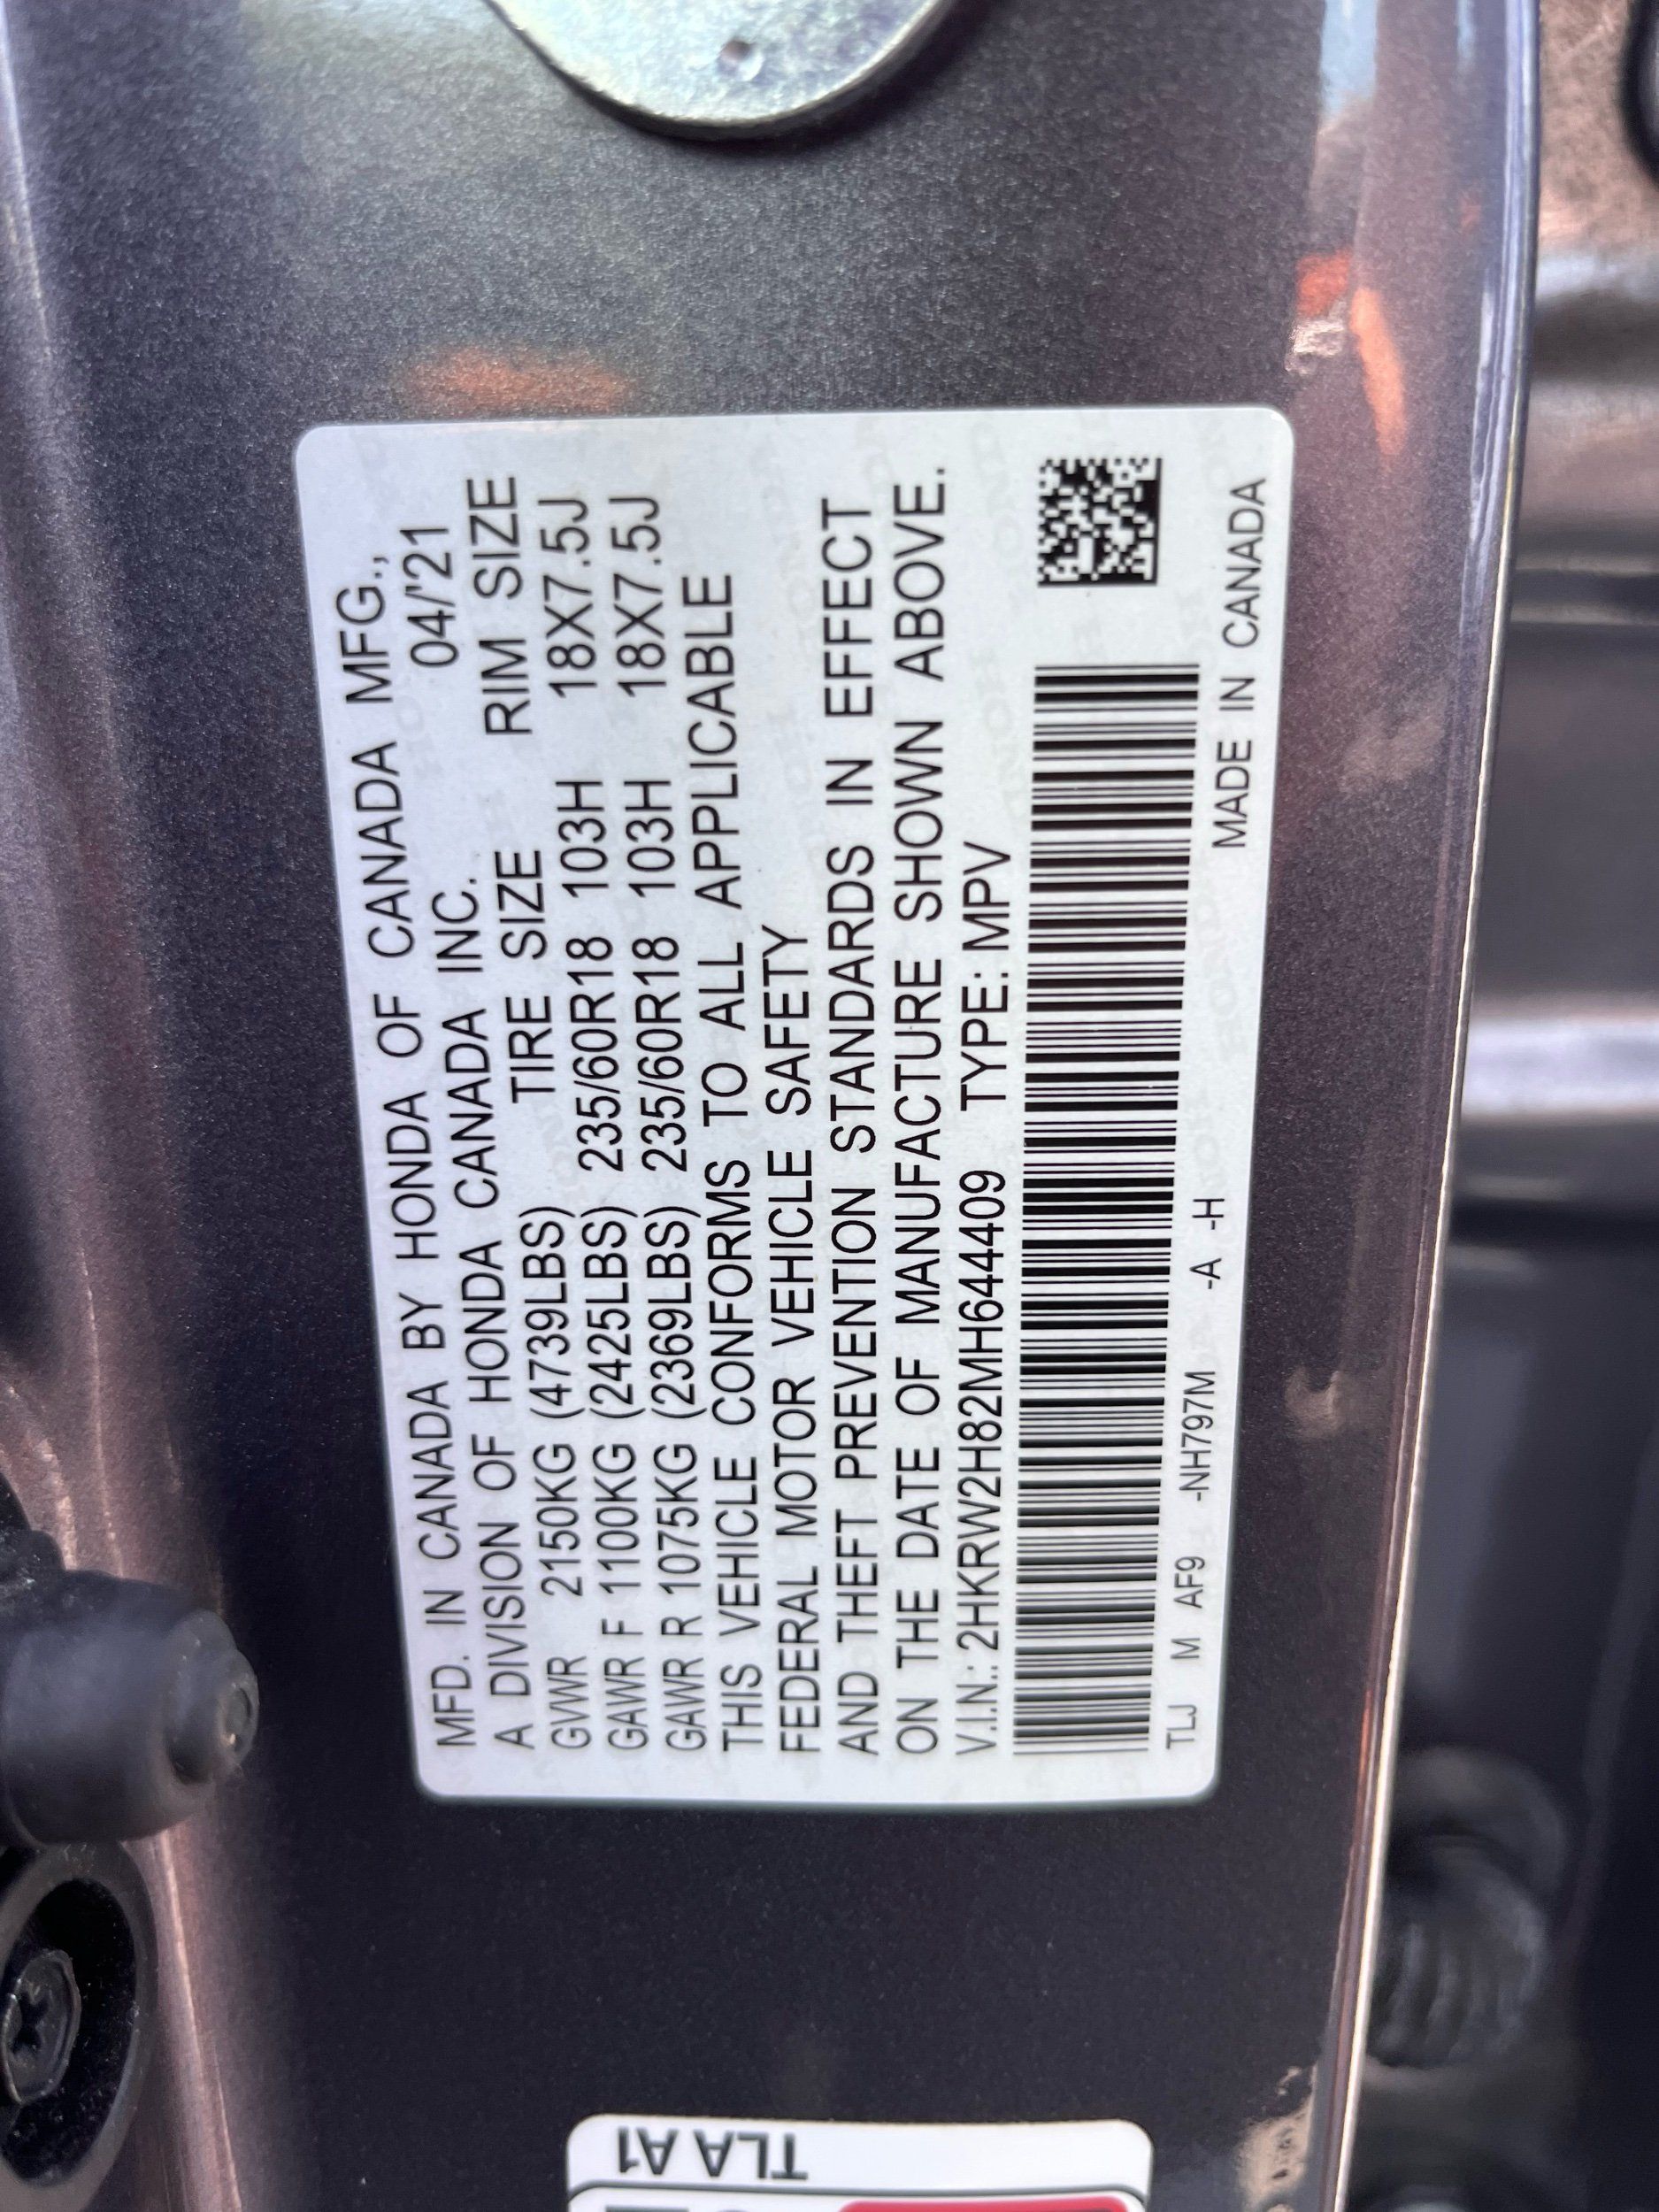 MFD. IN CANADA BY HONDA OF CANADA MFG.,
A DIVISION OF HONDA CANADA INC. 04/'21
TIRE SIZE RIM SIZE
GVWR 2150KG (4739LBS)
GAWR F 1100KG (2425LBS) 235/60R18 103H 18X7.5J
GAWR R 1075KG (2369LBS) 235/60R18 103H 18X7.5J
THIS VEHICLE CONFORMS TO ALL APPLICABLE
FEDERAL MOTOR VEHICLE SAFETY
AND THEFT PREVENTION STANDARDS IN EFFECT
ON THE DATE OF MANUFACTURE SHOWN ABOVE.
V.I.N.: 2HKRW2H82MH644409 TYPE: MPV
TLJ M AF9 -NH797M -A -H MADE IN CANADA
TLA A1